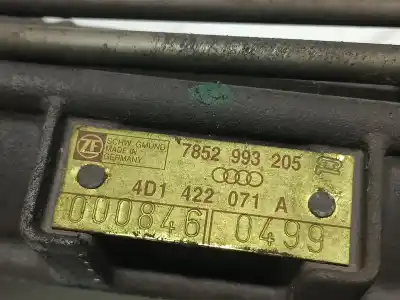 ZF
SCHW. GMÜND
MADE IN
GERMANY
7852 993 205
4D1 422 071 A
000846 0499